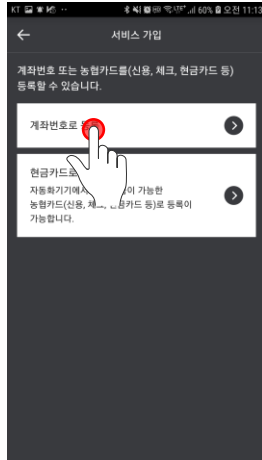 KT 60% 오전 11:13
서비스 가입
계좌번호 또는 농협카드를(신용, 체크, 현금카드 등)
등록할 수 있습니다.
계좌번호로
현금카드로
자동화기기에서 이 가능한
농협카드(신용, 체크, 현금카드 등)로 등록이
가능합니다.